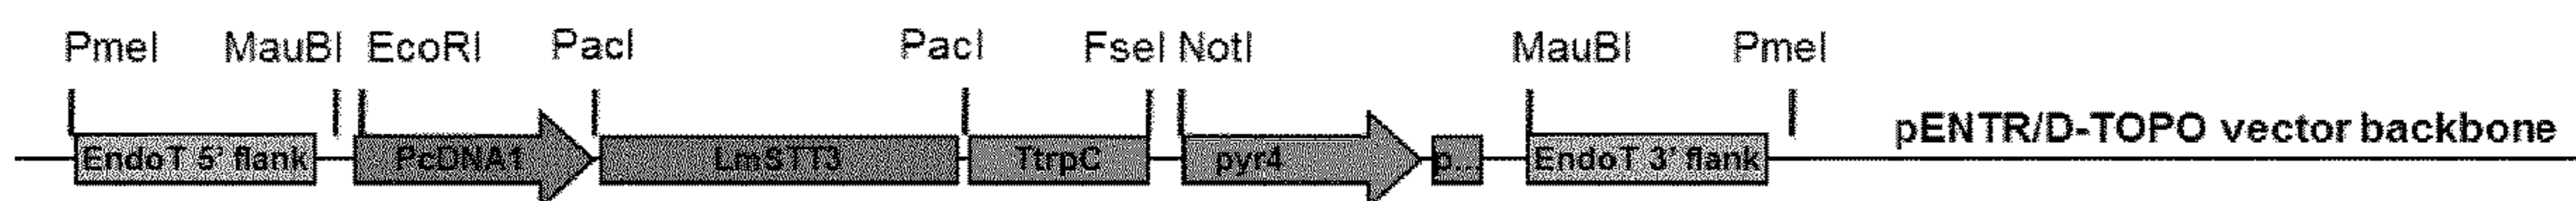 PmeI MauBI EcoRI PacI PacI FseI NotI MauBI PmeI
pENTR/D-TOPO vector backbone
EndoT 5' flank PcDNA1 LmSTT3 TtrpC pyr4 p... EndoT 3' flank